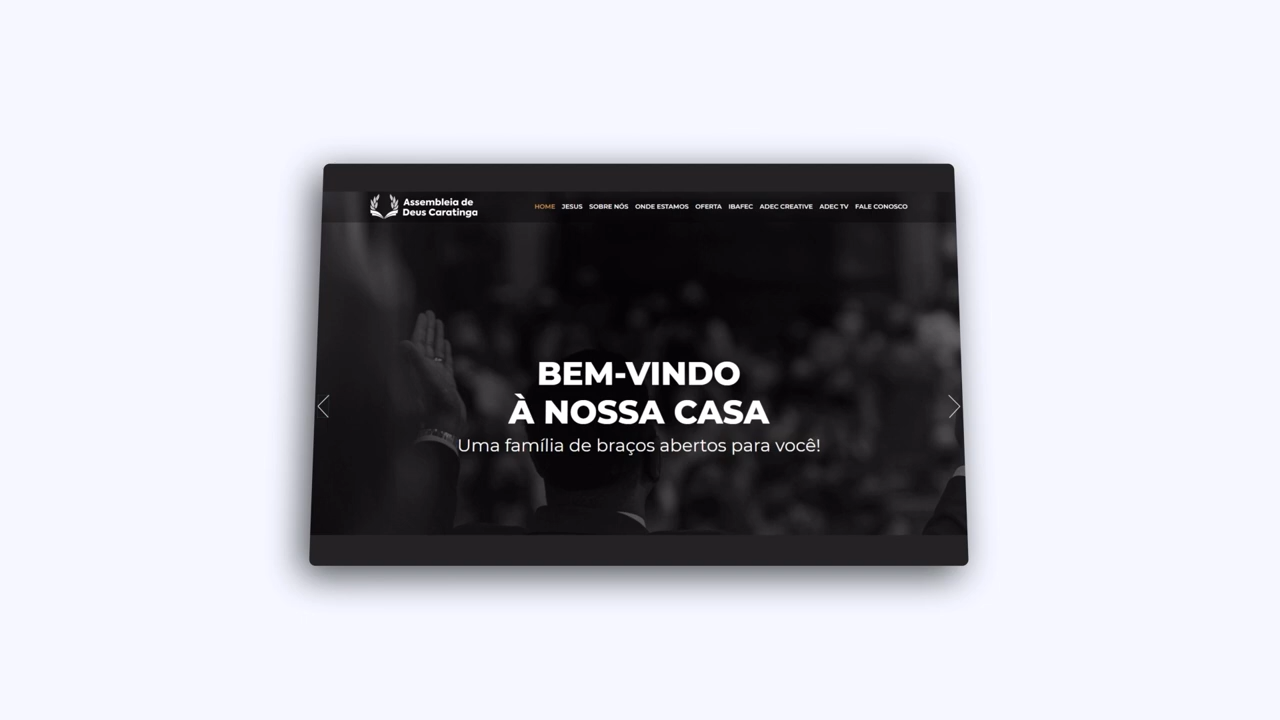 Assembleia de
Deus Caratinga
HOME JESUS SOBRE NÓS ONDE ESTAMOS OFERTA IBAFEC ADEC CREATIVE ADEC TV FALE CONOSCO
BEM-VINDO
À NOSSA CASA
Uma família de braços abertos para você!